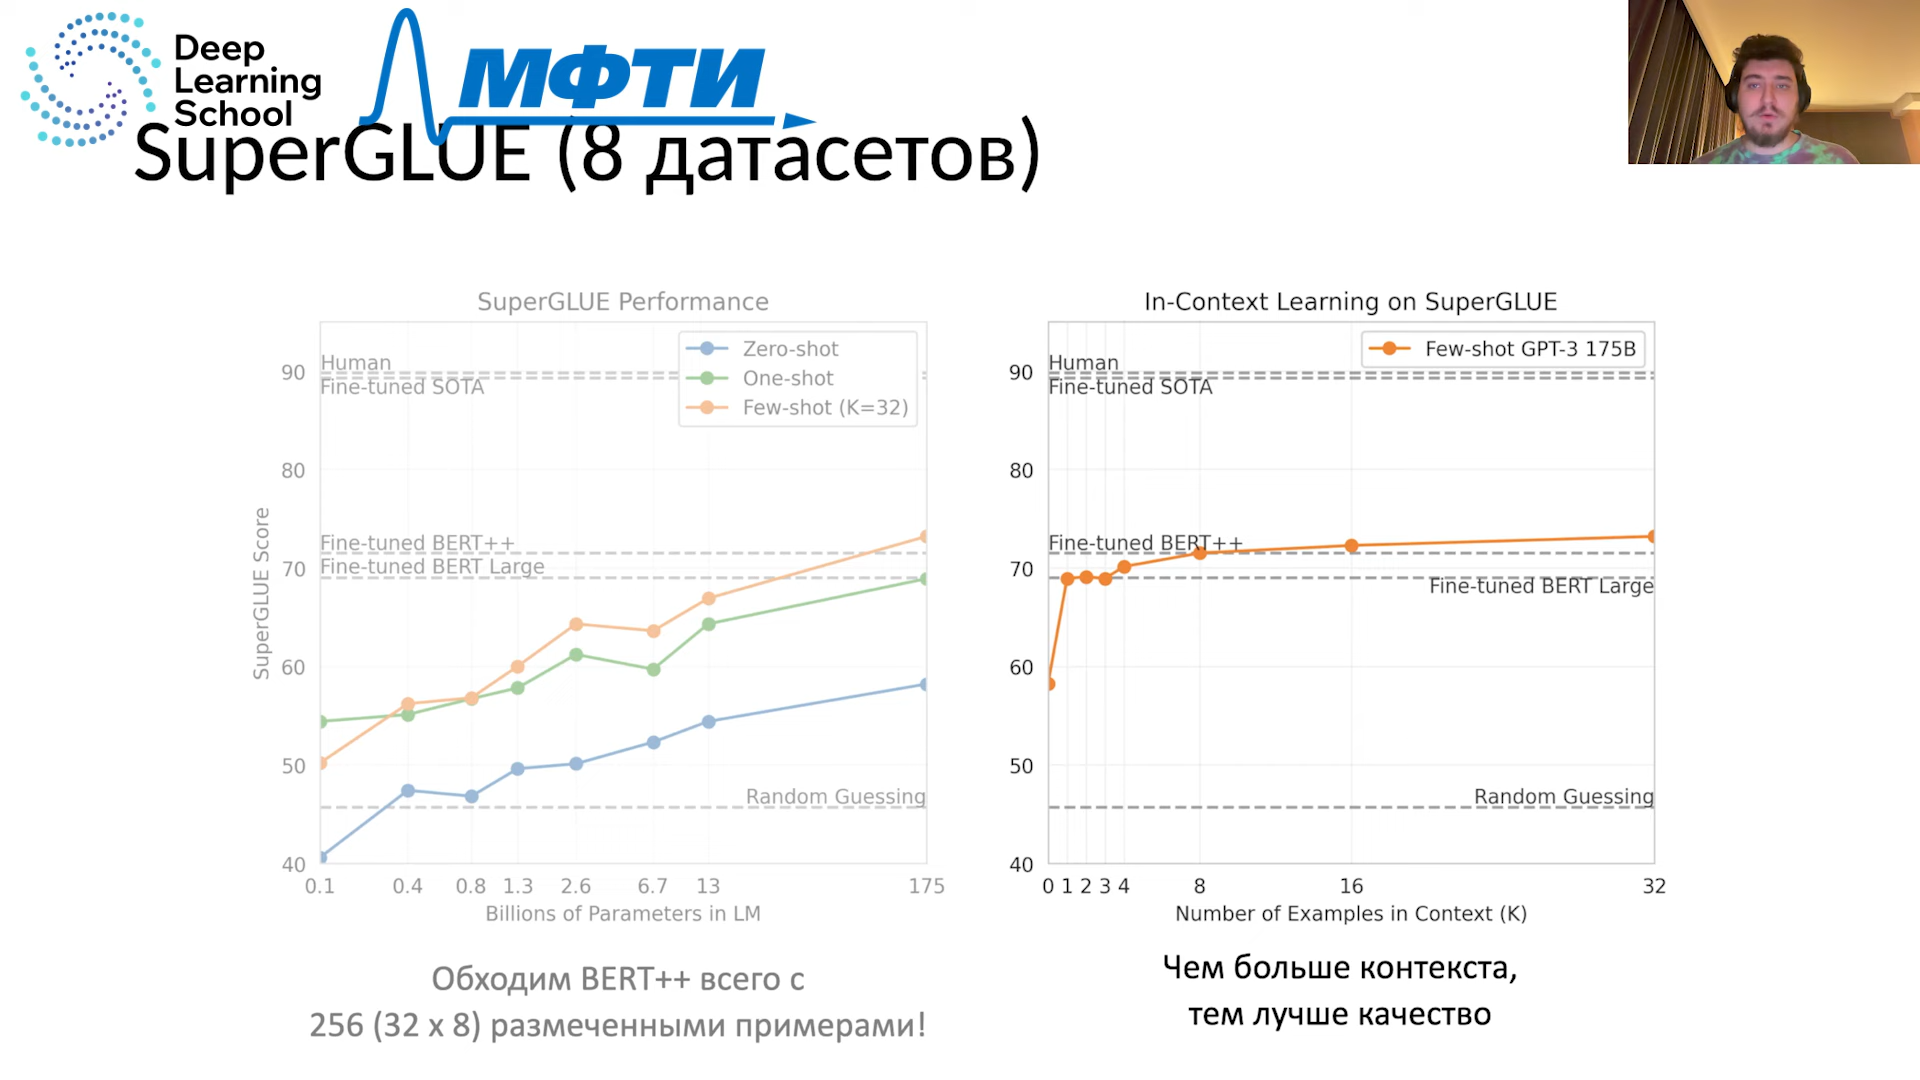 Deep
Learning
School
МФТИ
SuperGLUE (8 датасетов)
SuperGLUE Performance
Zero-shot
One-shot
Few-shot (K=32)
Human
Fine-tuned SOTA
Fine-tuned BERT++
Fine-tuned BERT Large
Random Guessing
SuperGLUE Score
90
80
70
60
50
40
0.1 0.4 0.8 1.3 2.6 6.7 13 175
Billions of Parameters in LM
Обходим BERT++ всего с
256 (32 x 8) размеченными примерами!
In-Context Learning on SuperGLUE
Few-shot GPT-3 175B
Human
Fine-tuned SOTA
Fine-tuned BERT++
Fine-tuned BERT Large
Random Guessing
90
80
70
60
50
40
0 1 2 3 4 8 16 32
Number of Examples in Context (K)
Чем больше контекста,
тем лучше качество